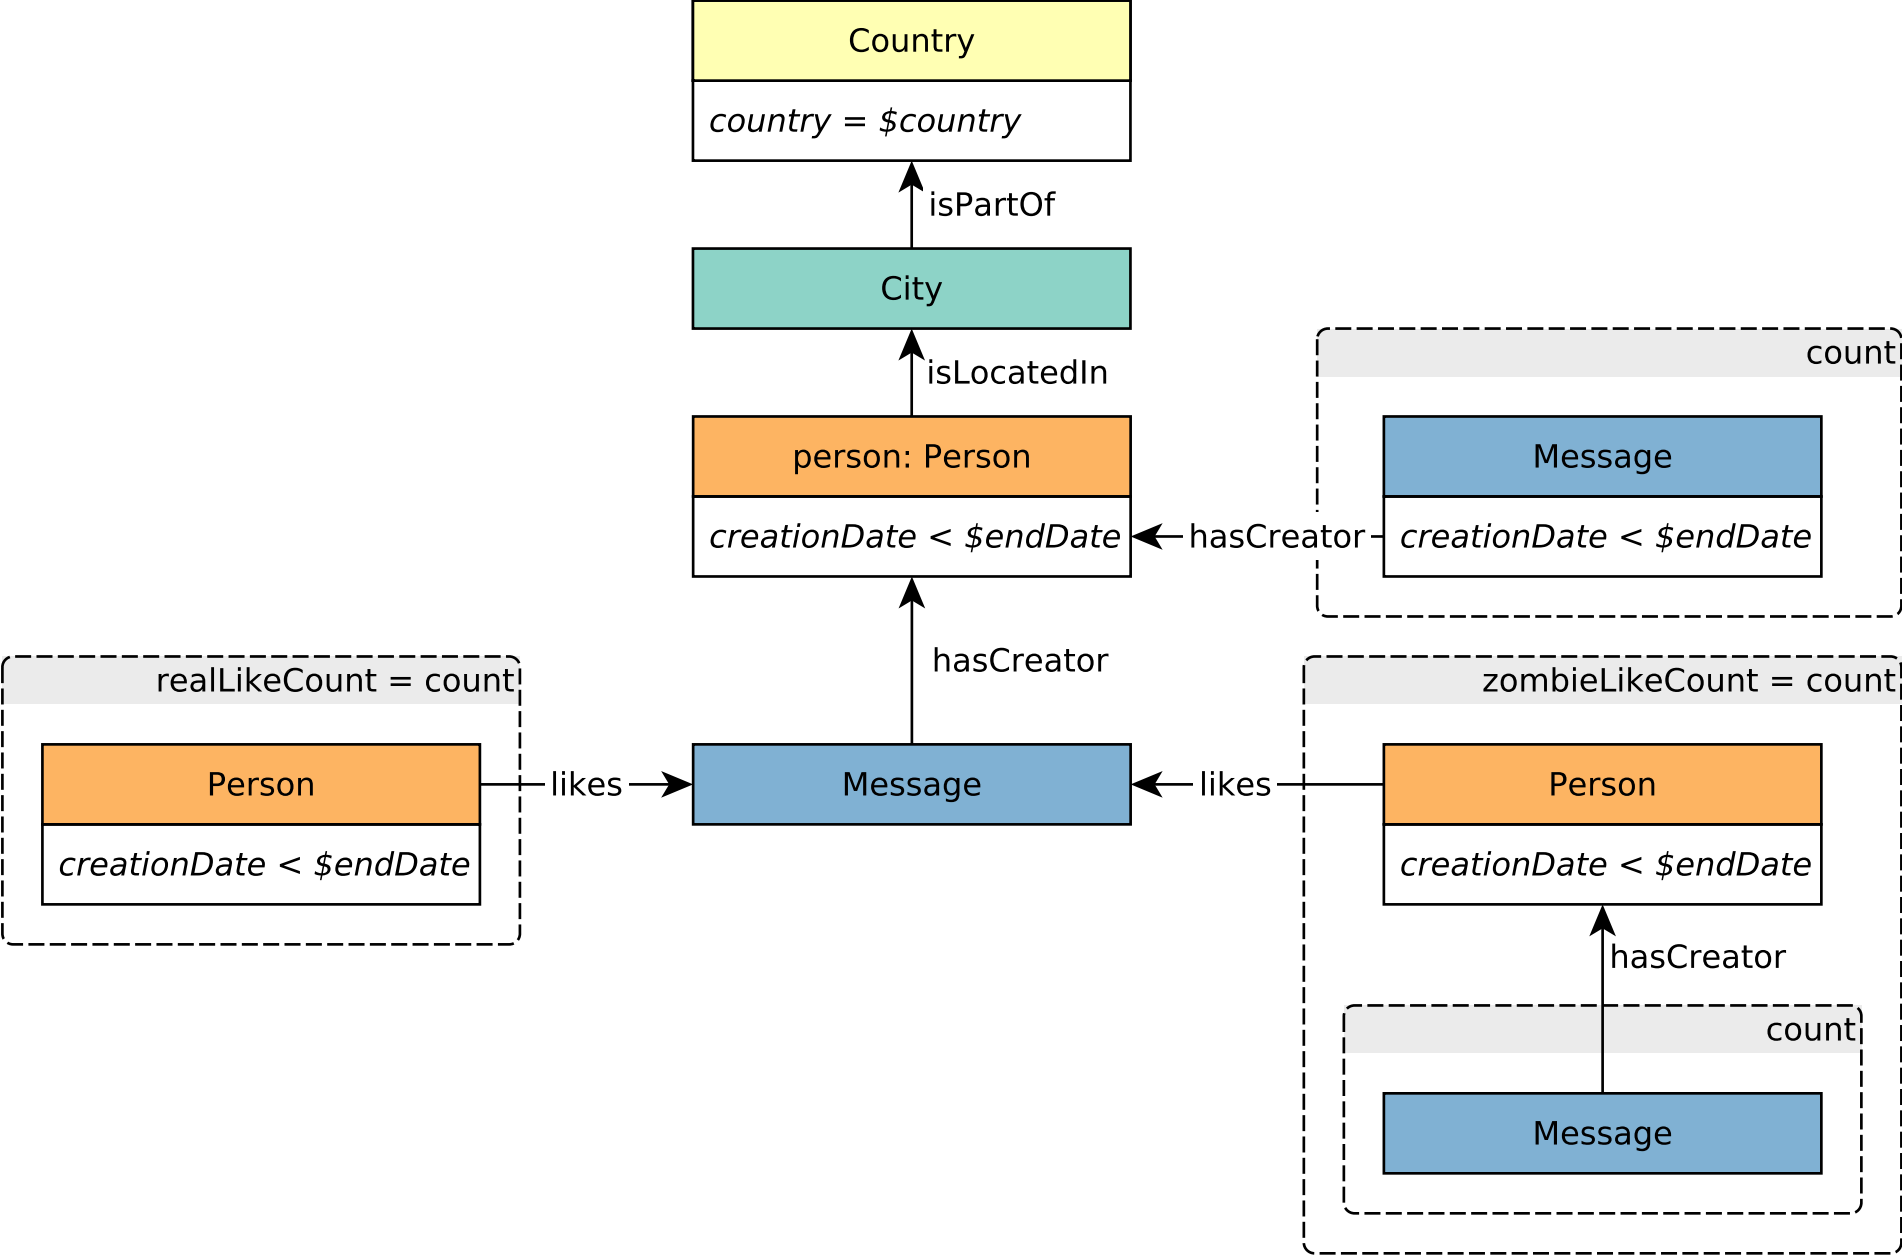 Country
country = $country
isPartOf
City
isLocatedIn
count
person: Person
Message
creationDate < $endDate
hasCreator
creationDate < $endDate
hasCreator
realLikeCount = count
zombieLikeCount = count
Person
likes
Message
likes
Person
creationDate < $endDate
creationDate < $endDate
hasCreator
count
Message